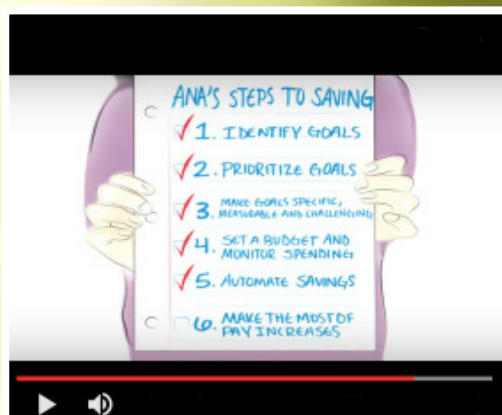 ANA'S STEPS TO SAVING
1. IDENTIFY GOALS
2. PRIORITIZE GOALS
3. MAKE GOALS SPECIFIC,
MEASURABLE AND CHALLENGING
4. SET A BUDGET AND
MONITOR SPENDING
5. AUTOMATE SAVINGS
6. MAKE THE MOST OF
PAY INCREASES